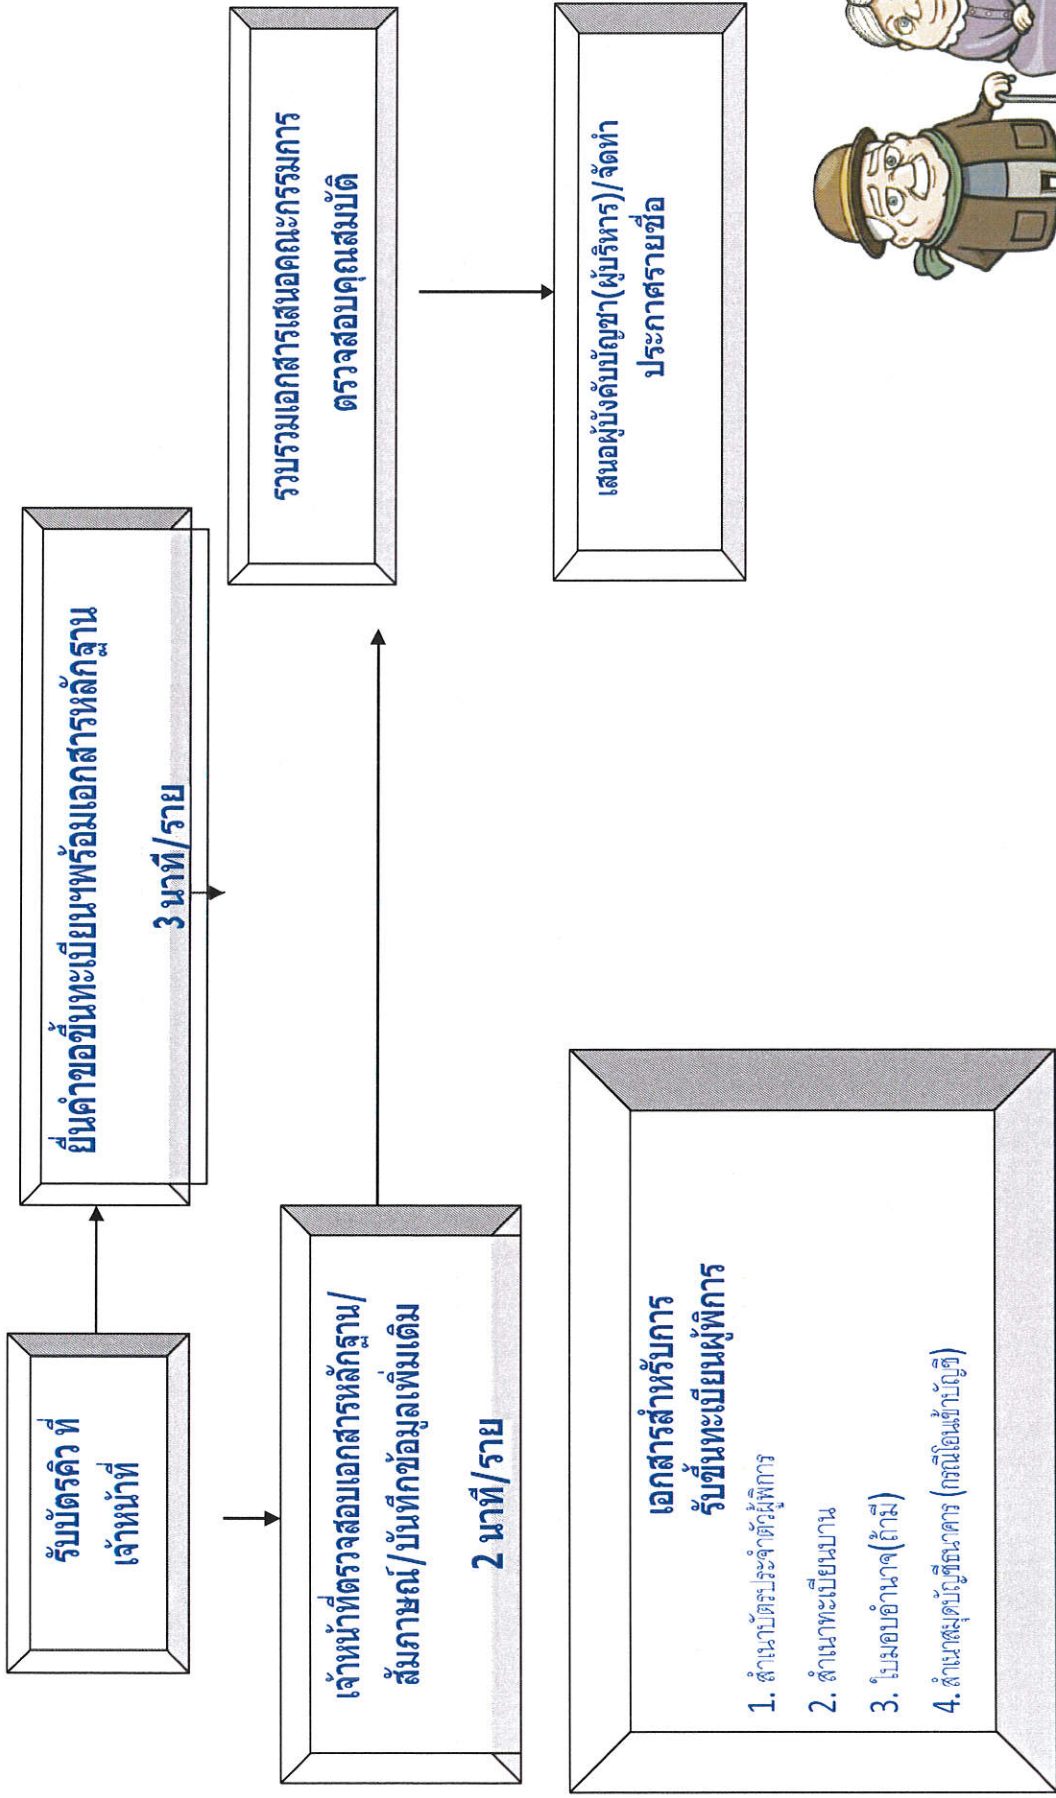 รับบัตรคิว ที่
เจ้าหน้าที่
ยื่นคำขอขึ้นทะเบียนฯพร้อมเอกสารหลักฐาน
3 นาที/ราย
เจ้าหน้าที่ตรวจสอบเอกสารหลักฐาน/
สัมภาษณ์/บันทึกข้อมูลเพิ่มเติม
2 นาที/ราย
รวบรวมเอกสารเสนอคณะกรรมการ
ตรวจสอบคุณสมบัติ
เสนอผู้บังคับบัญชา(ผู้บริหาร)/จัดทำ
ประกาศรายชื่อ
เอกสารสำหรับการ
รับขึ้นทะเบียนผู้พิการ
1. สำเนาบัตรประจำตัวผู้พิการ
2. สำเนาทะเบียนบาน
3. ใบมอบอำนาจ(ถ้ามี)
4. สำเนาสมุดบัญชีธนาคาร (กรณีโอนเข้าบัญชี)